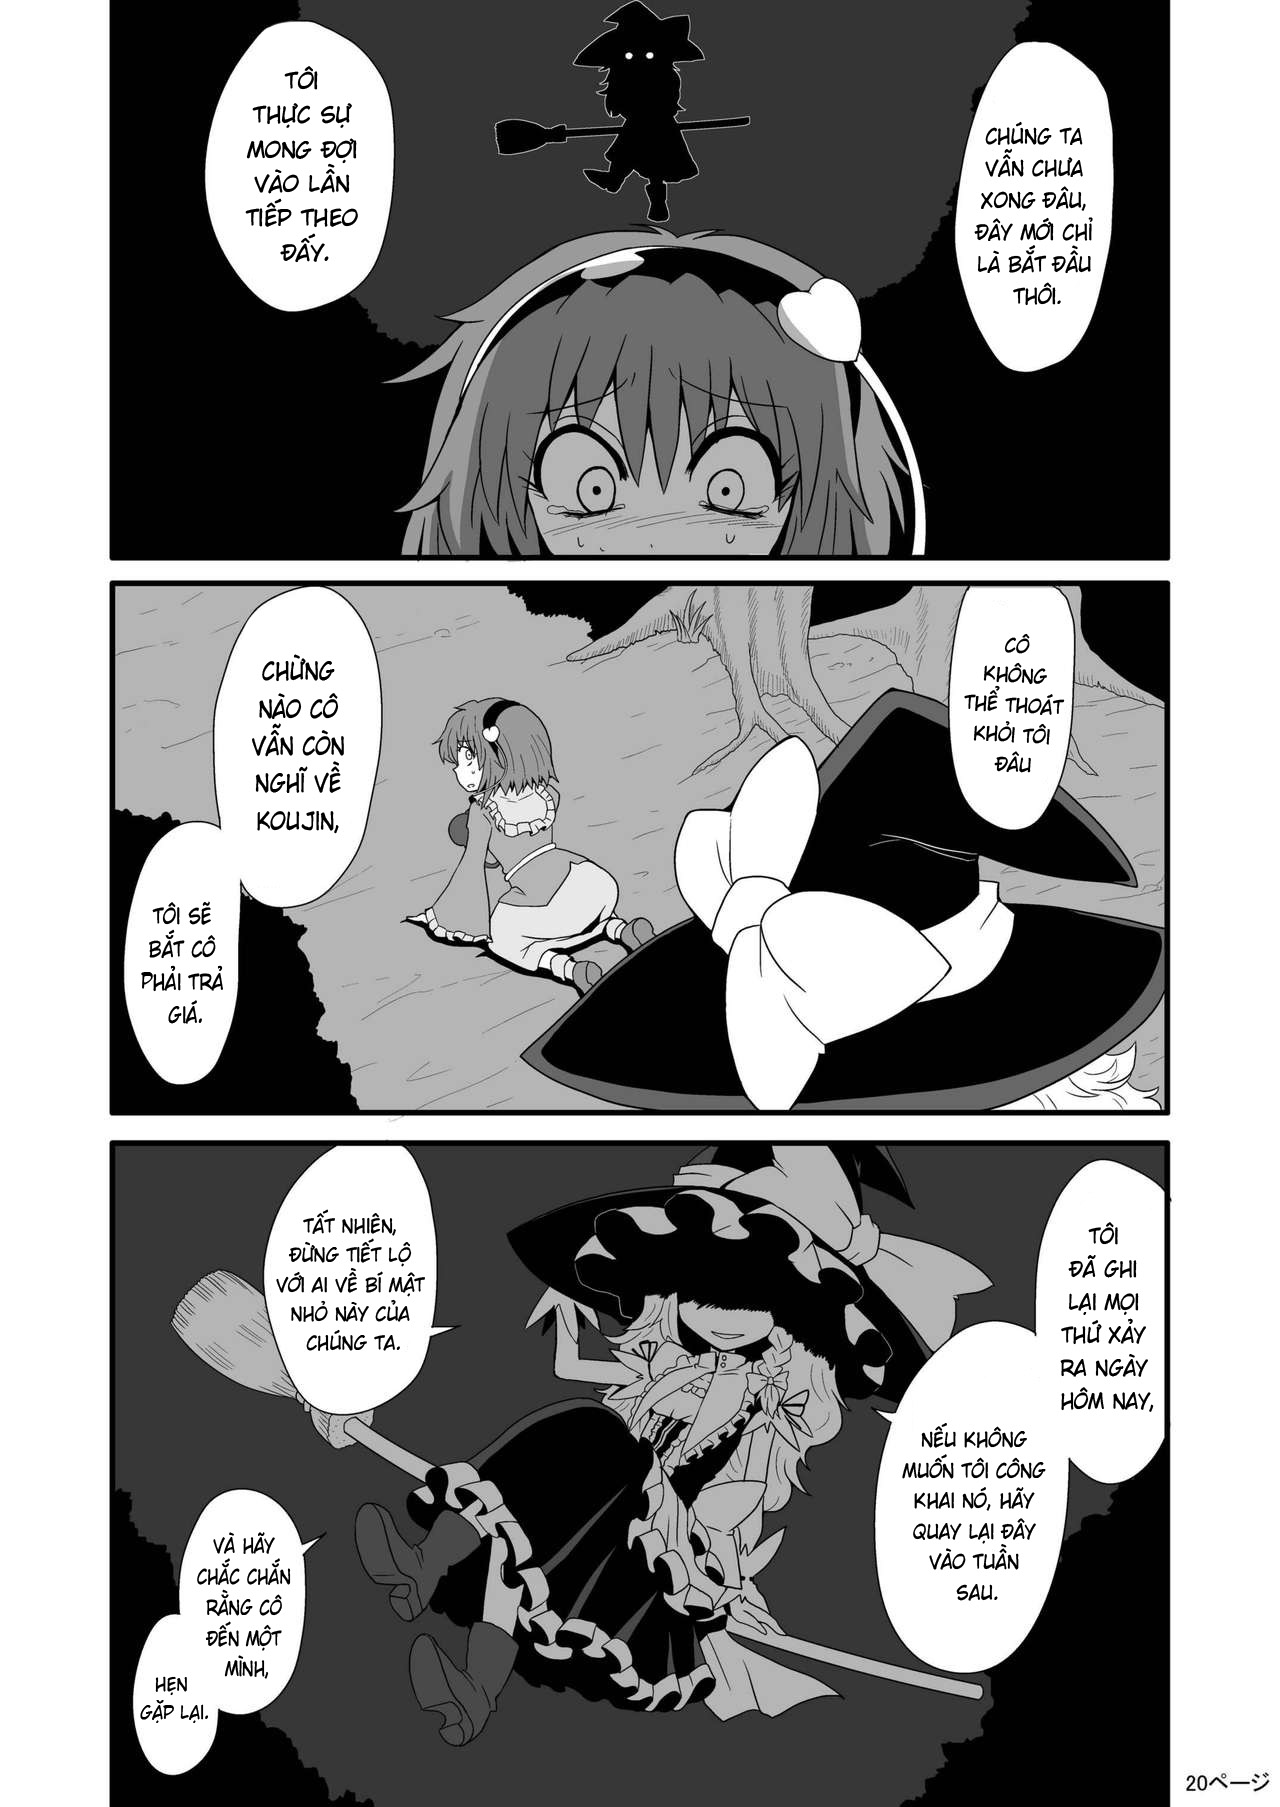 CHÚNG TA
VẪN CHƯA
XONG ĐÂU,
ĐÂY MỚI CHỈ
LÀ BẮT ĐẦU
THÔI.
TÔI
THỰC SỰ
MONG ĐỢI
VÀO LẦN
TIẾP THEO
ĐẤY.
CÔ
KHÔNG
THỂ THOÁT
KHỎI TÔI
ĐÂU
CHỪNG
NÀO CÔ
VẪN CÒN
NGHĨ VỀ
KOUJIN,
TÔI SẼ
BẮT CÔ
PHẢI TRẢ
GIÁ.
TÔI
ĐÃ GHI
LẠI MỌI
THỨ XẢY
RA NGÀY
HÔM NAY,
NẾU KHÔNG
MUỐN TÔI CÔNG
KHAI NÓ, HÃY
QUAY LẠI ĐÂY
VÀO TUẦN
SAU.
TẤT NHIÊN,
ĐỪNG TIẾT LỘ
VỚI AI VỀ BÍ MẬT
NHỎ NÀY CỦA
CHÚNG TA.
VÀ HÃY
CHẮC CHẮN
RẰNG CÔ
ĐẾN MỘT
MÌNH,
HẸN
GẶP LẠI.
20ページ